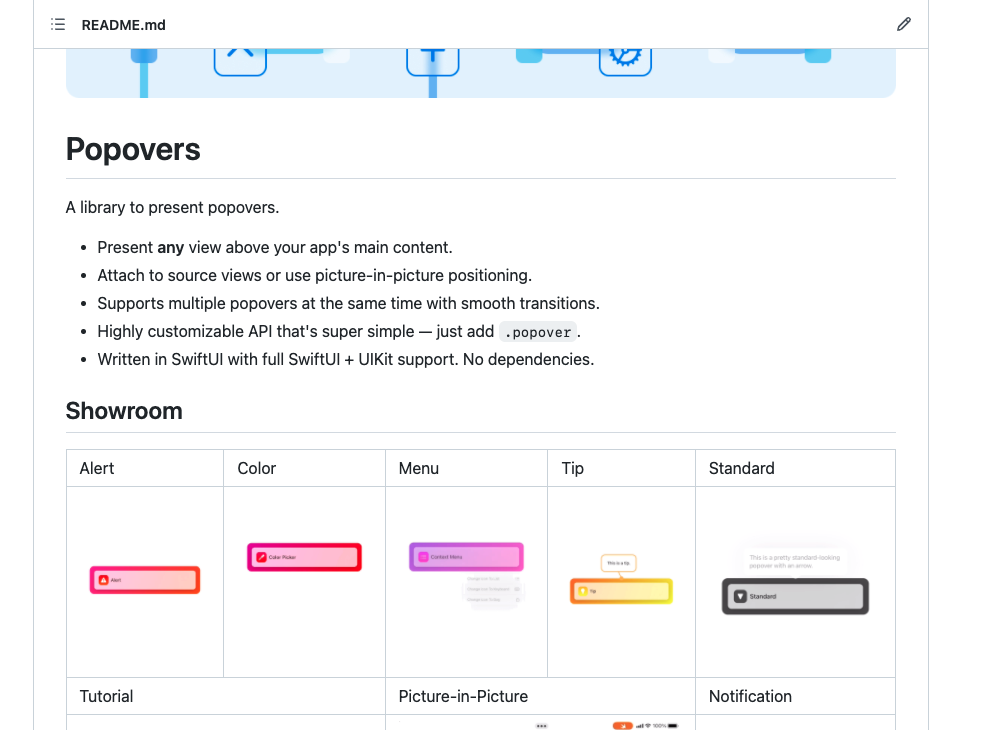 README.md
Popovers
A library to present popovers.
Present any view above your app's main content.
Attach to source views or use picture-in-picture positioning.
Supports multiple popovers at the same time with smooth transitions.
Highly customizable API that's super simple — just add .popover.
Written in SwiftUI with full SwiftUI + UIKit support. No dependencies.
Showroom
Alert Color Menu Tip Standard
Alert
Color Picker
Context Menu
This is a tip
Tip
This is a pretty standard-looking
popover with an arrow.
Standard
Tutorial Picture-in-Picture Notification
100%